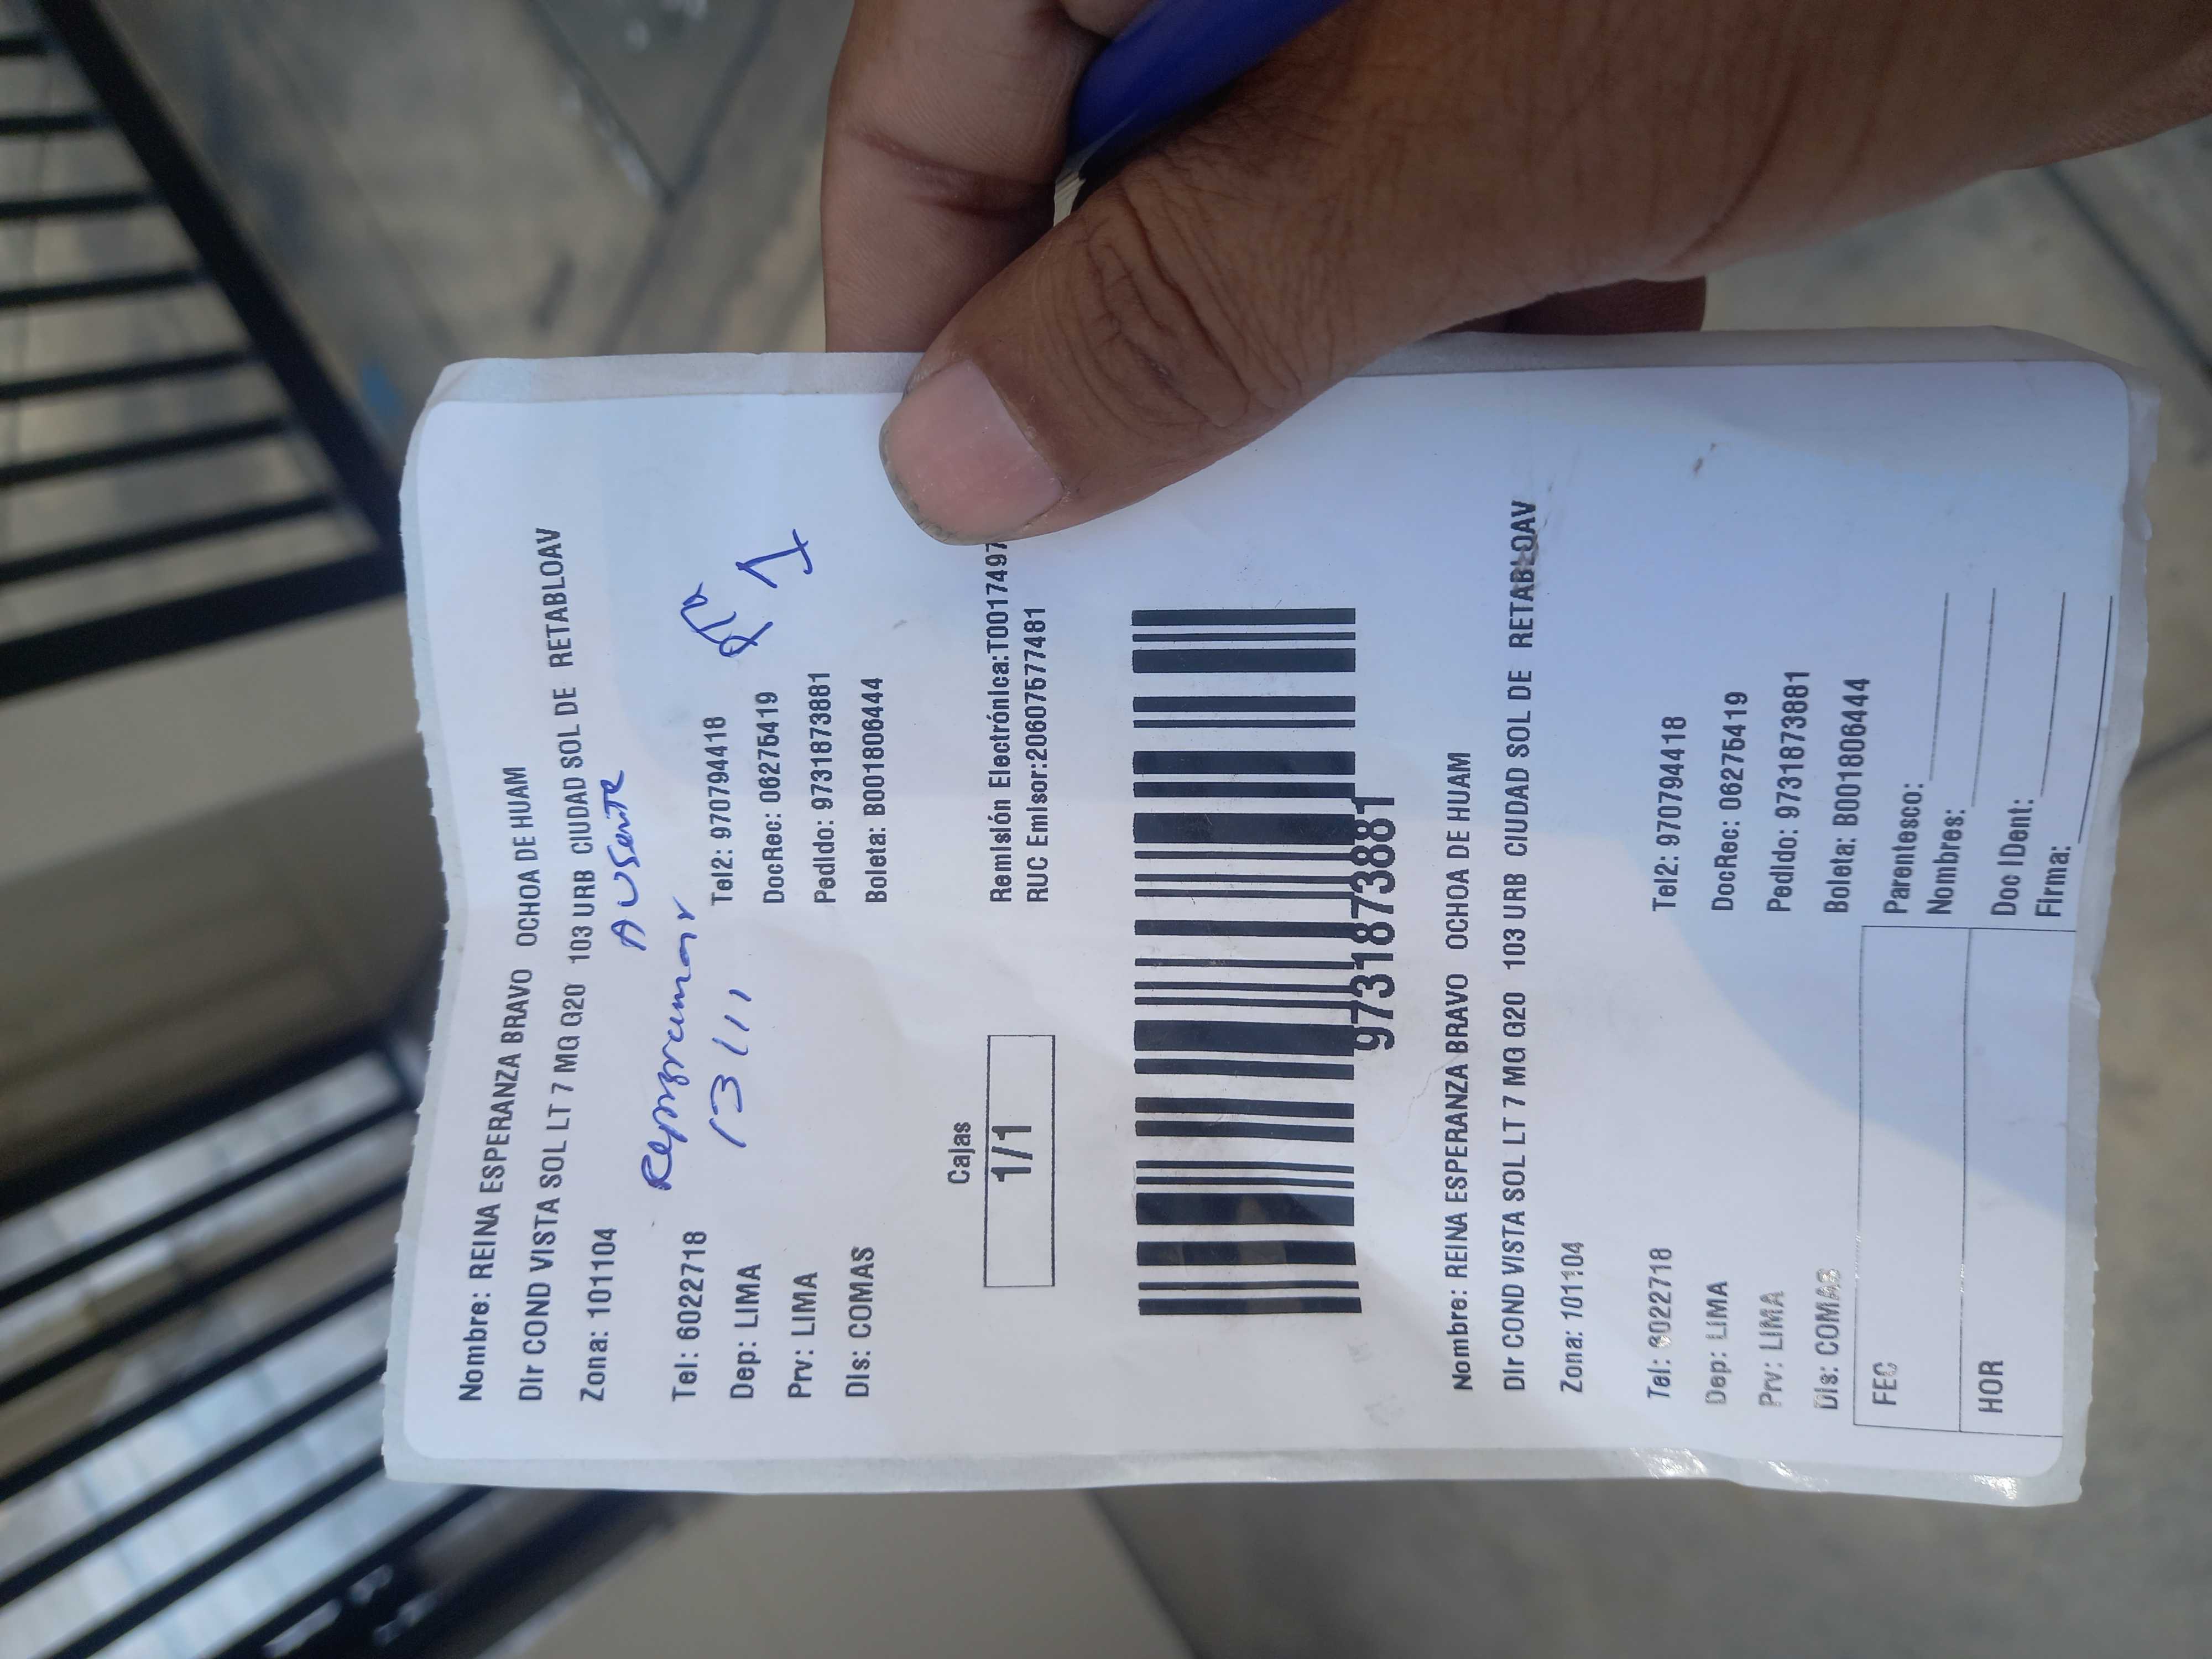 Nombre: REINA ESPERANZA BRAVO OCHOA DE HUAM
Dir COND VISTA SOL LT 7 MQ Q20 103 URB CIUDAD SOL DE RETABLOAV
Zona: 101104
Ausente
Reprogramar
13/11
1
Tel: 6022718 Tel2: 970794418
Dep: LIMA DocRec: 06275419
Prv: LIMA Pedido: 9731873881
Dis: COMAS Boleta: B001806444
Cajas
1/1
Remisión Electrónica:T0017497
RUC Emisor:20607577481
9731873881
Nombre: REINA ESPERANZA BRAVO OCHOA DE HUAM
Dir COND VISTA SOL LT 7 MQ Q20 103 URB CIUDAD SOL DE RETABLOAV
Zona: 101104
Tel: 6022718 Tel2: 970794418
Dep: LIMA DocRec: 06275419
Prv: LIMA Pedido: 9731873881
Dis: COMAS Boleta: B001806444
FEC Parentesco:
Nombres:
HOR Doc IDent:
Firma: